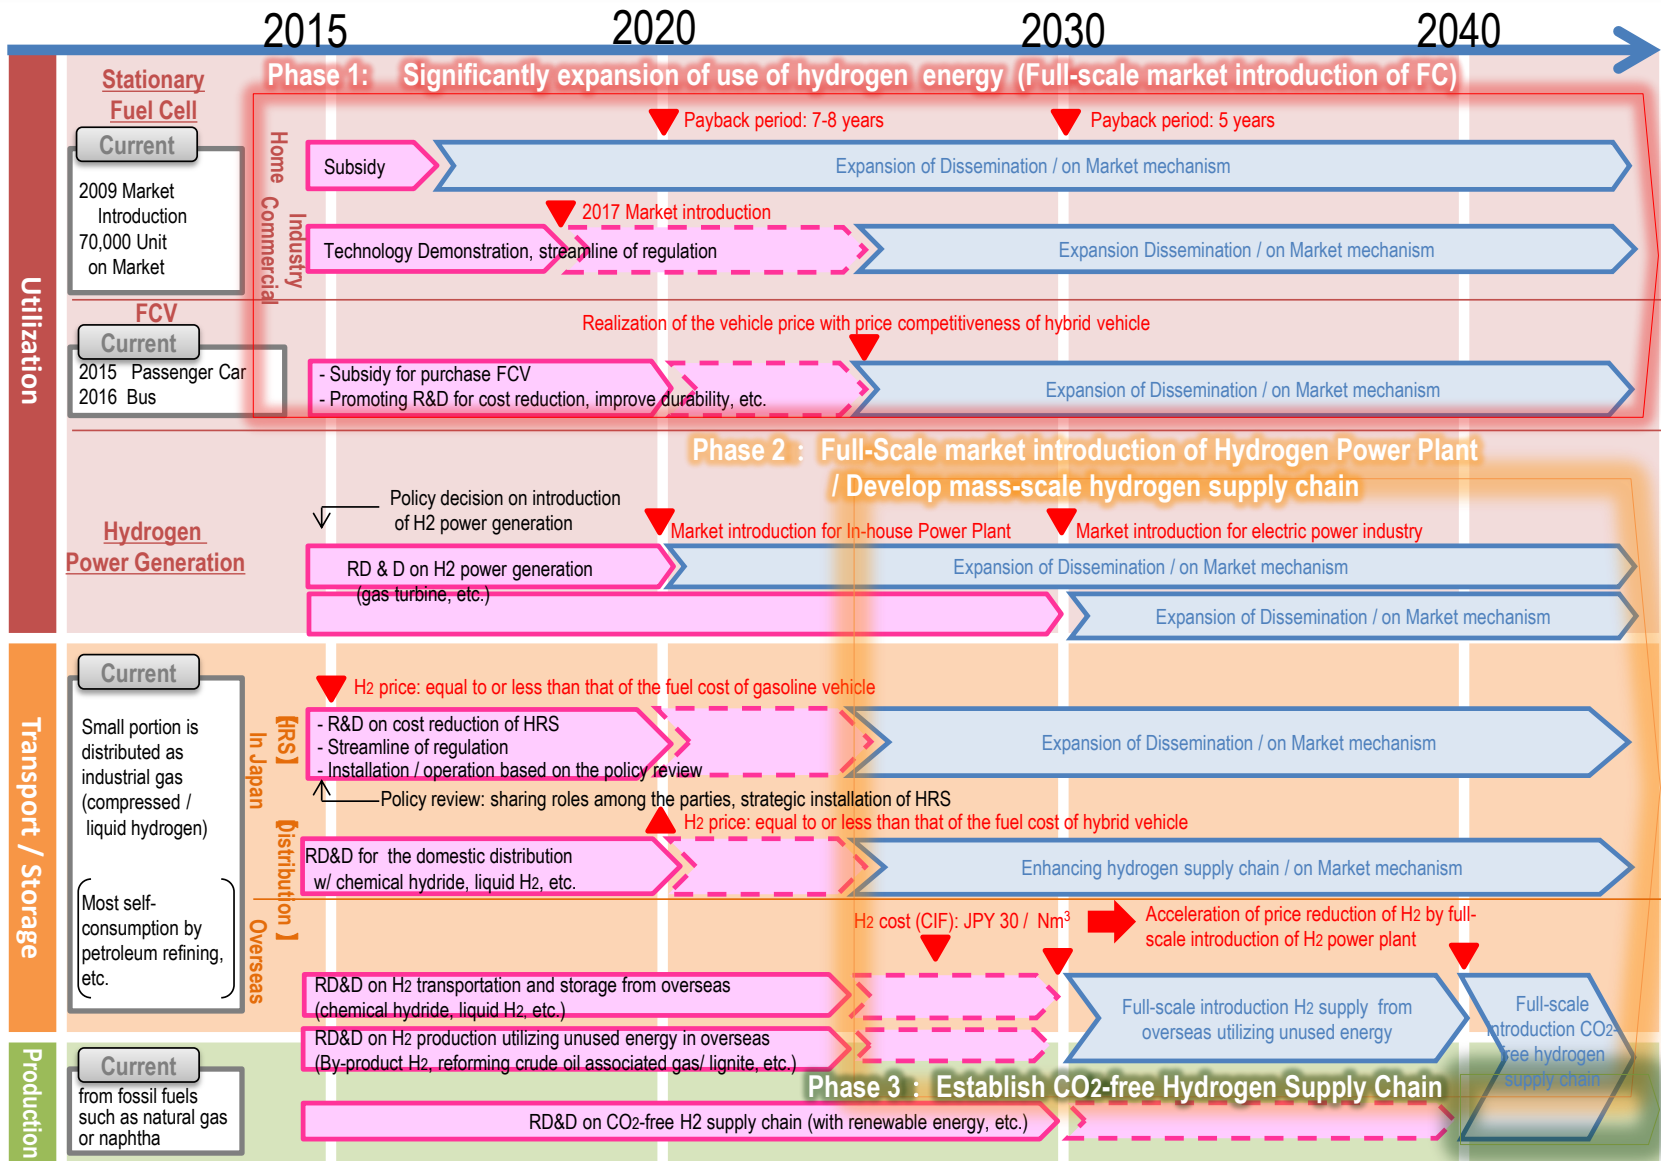 2015
2020
2030
2040
Utilization
Stationary
Fuel Cell
Phase 1: Significantly expansion of use of hydrogen energy (Full-scale market introduction of FC)
Current
2009 Market
Introduction
70,000 Unit
on Market
Home
Commercial
Industry
Payback period: 7-8 years
Payback period: 5 years
Subsidy
Expansion of Dissemination / on Market mechanism
2017 Market introduction
Technology Demonstration, streamline of regulation
Expansion Dissemination / on Market mechanism
FCV
Current
2015 Passenger Car
2016 Bus
Realization of the vehicle price with price competitiveness of hybrid vehicle
- Subsidy for purchase FCV
- Promoting R&D for cost reduction, improve durability, etc.
Expansion of Dissemination / on Market mechanism
Phase 2 : Full-Scale market introduction of Hydrogen Power Plant
/ Develop mass-scale hydrogen supply chain
Hydrogen
Power Generation
Policy decision on introduction
of H2 power generation
Market introduction for In-house Power Plant
Market introduction for electric power industry
RD & D on H2 power generation
(gas turbine, etc.)
Expansion of Dissemination / on Market mechanism
Expansion of Dissemination / on Market mechanism
Transport / Storage
Current
Small portion is
distributed as
industrial gas
(compressed /
liquid hydrogen)
Most self-
consumption by
petroleum refining,
etc.
In Japan
【HRS】
H2 price: equal to or less than that of the fuel cost of gasoline vehicle
- R&D on cost reduction of HRS
- Streamline of regulation
- Installation / operation based on the policy review
Expansion of Dissemination / on Market mechanism
Policy review: sharing roles among the parties, strategic installation of HRS
【Distribution】
H2 price: equal to or less than that of the fuel cost of hybrid vehicle
RD&D for the domestic distribution
w/ chemical hydride, liquid H2, etc.
Enhancing hydrogen supply chain / on Market mechanism
Overseas
H2 cost (CIF): JPY 30 / Nm3
Acceleration of price reduction of H2 by full-
scale introduction of H2 power plant
RD&D on H2 transportation and storage from overseas
(chemical hydride, liquid H2, etc.)
Full-scale introduction H2 supply from
overseas utilizing unused energy
Full-scale
introduction CO2-
free hydrogen
supply chain
RD&D on H2 production utilizing unused energy in overseas
(By-product H2, reforming crude oil associated gas/ lignite, etc.)
Production
Current
from fossil fuels
such as natural gas
or naphtha
Phase 3 : Establish CO2-free Hydrogen Supply Chain
RD&D on CO2-free H2 supply chain (with renewable energy, etc.)